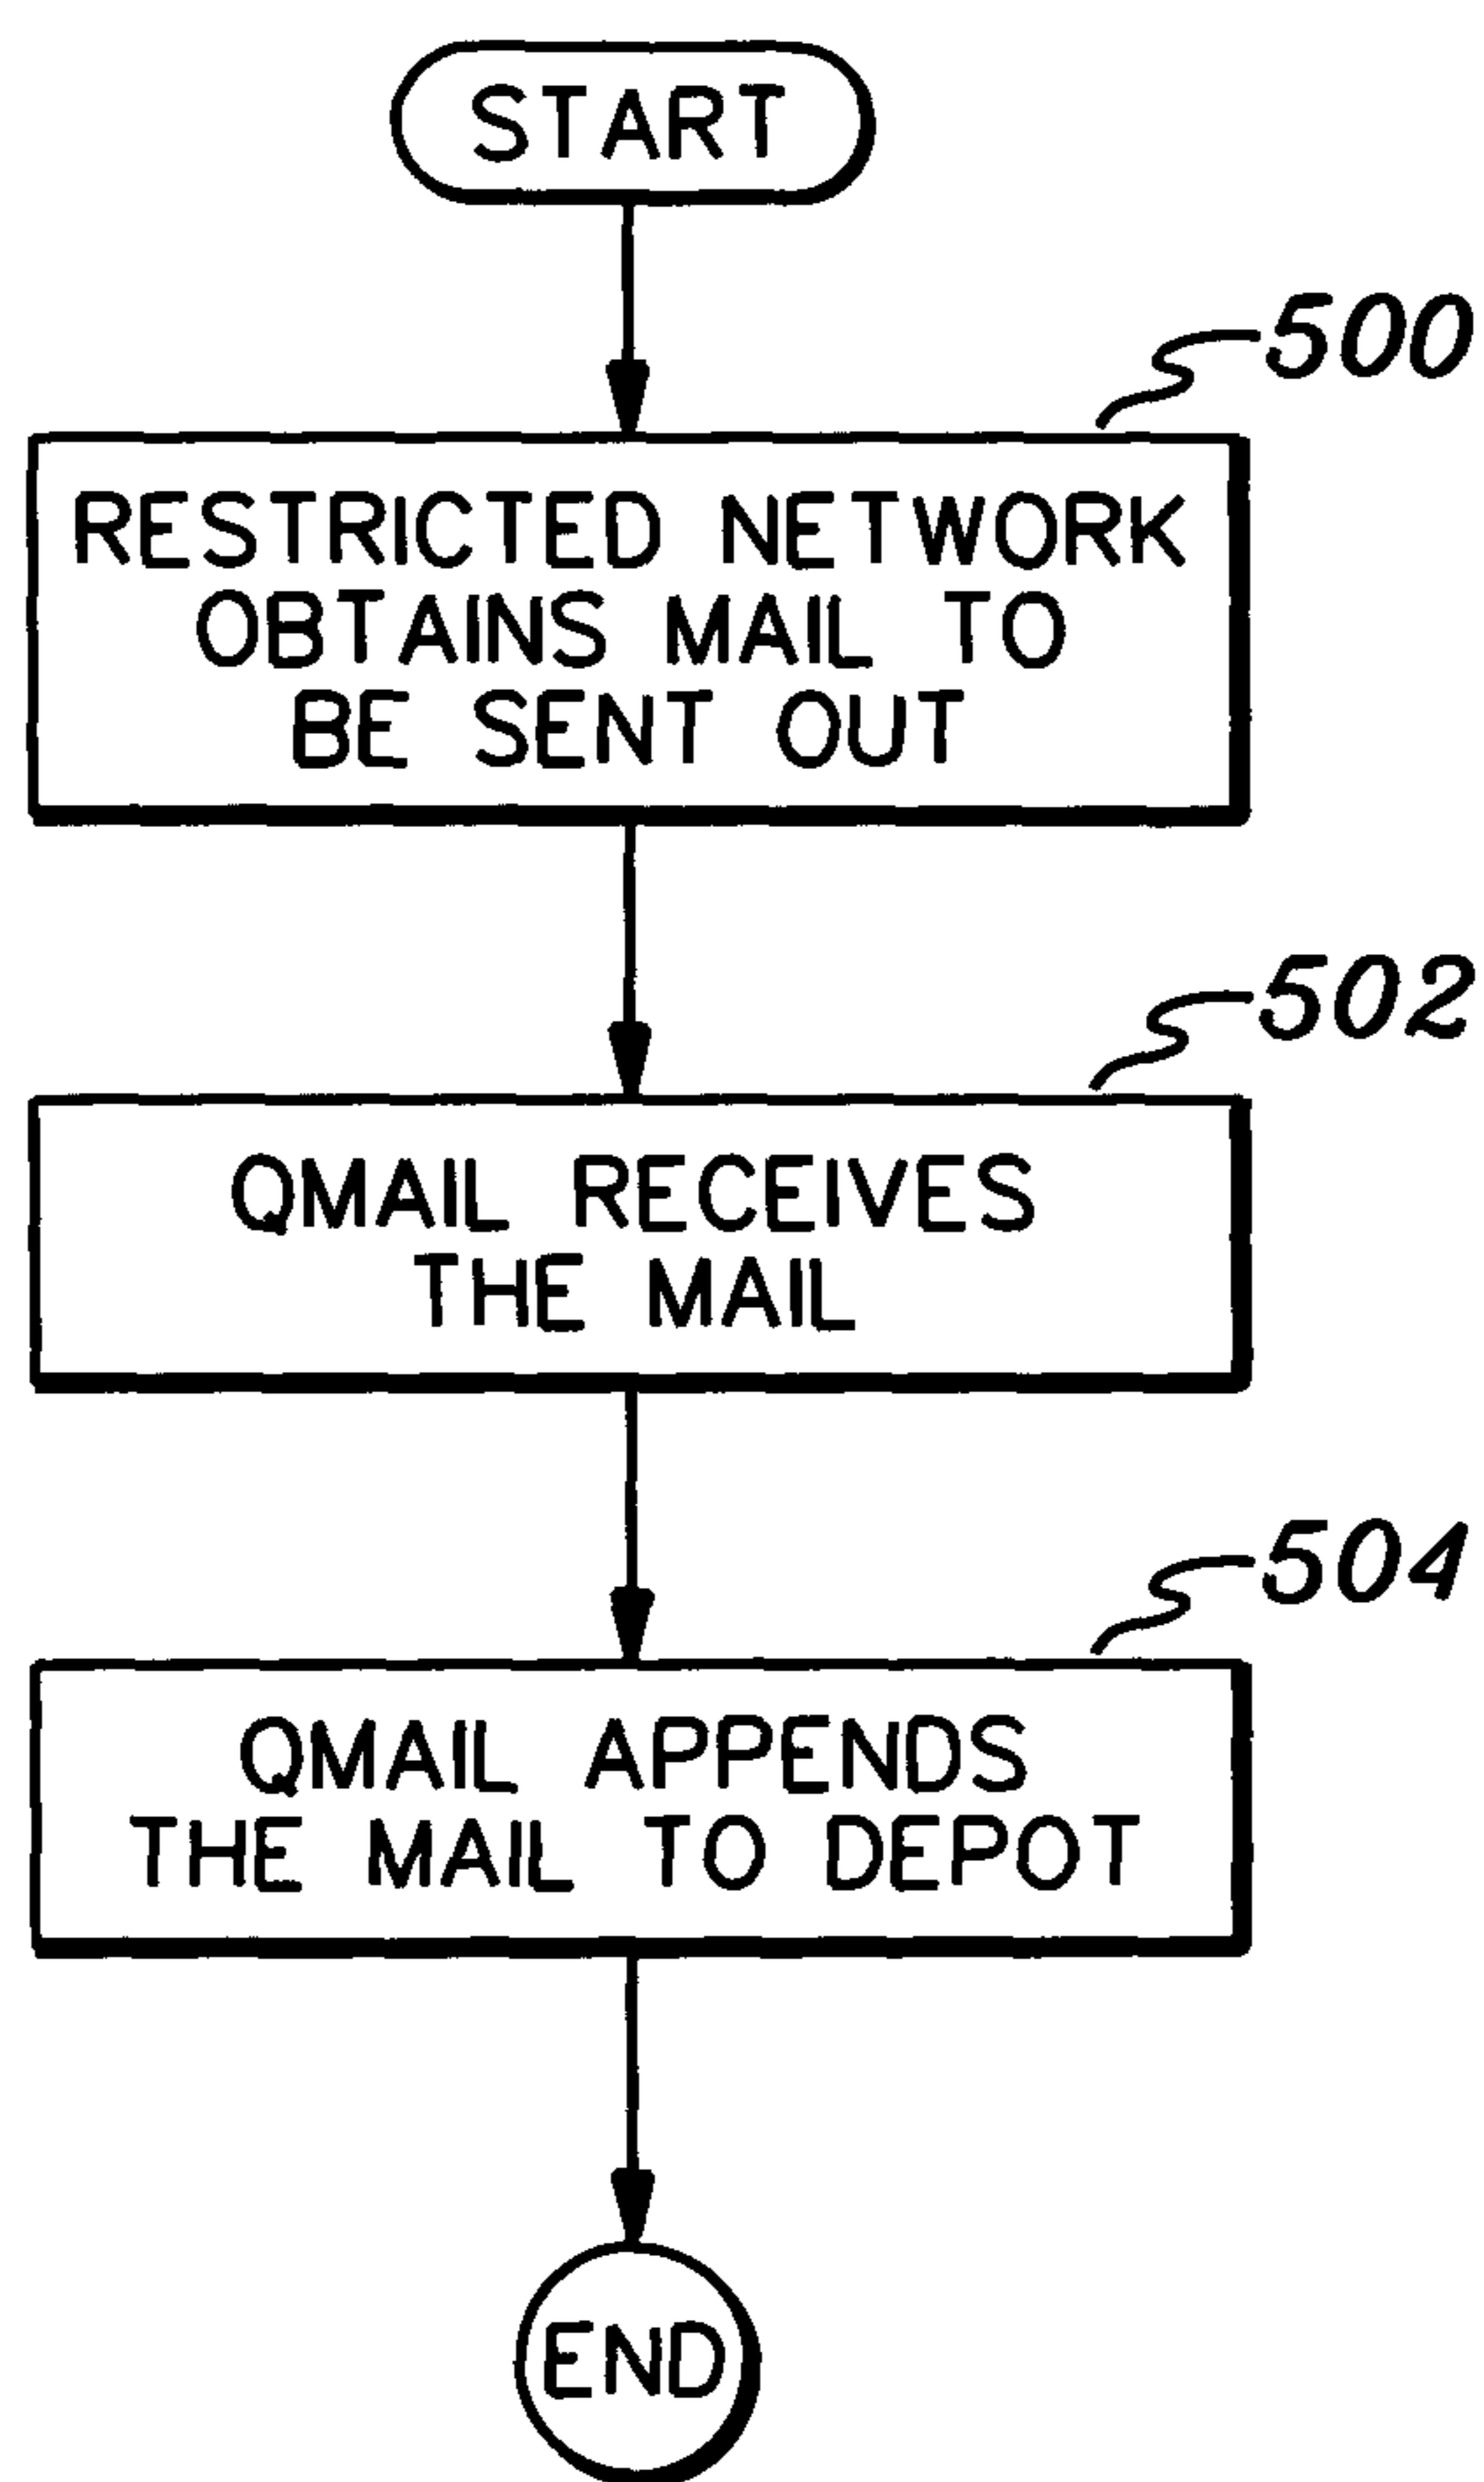 START
500
RESTRICTED NETWORK
OBTAINS MAIL TO
BE SENT OUT
502
QMAIL RECEIVES
THE MAIL
504
QMAIL APPENDS
THE MAIL TO DEPOT
END